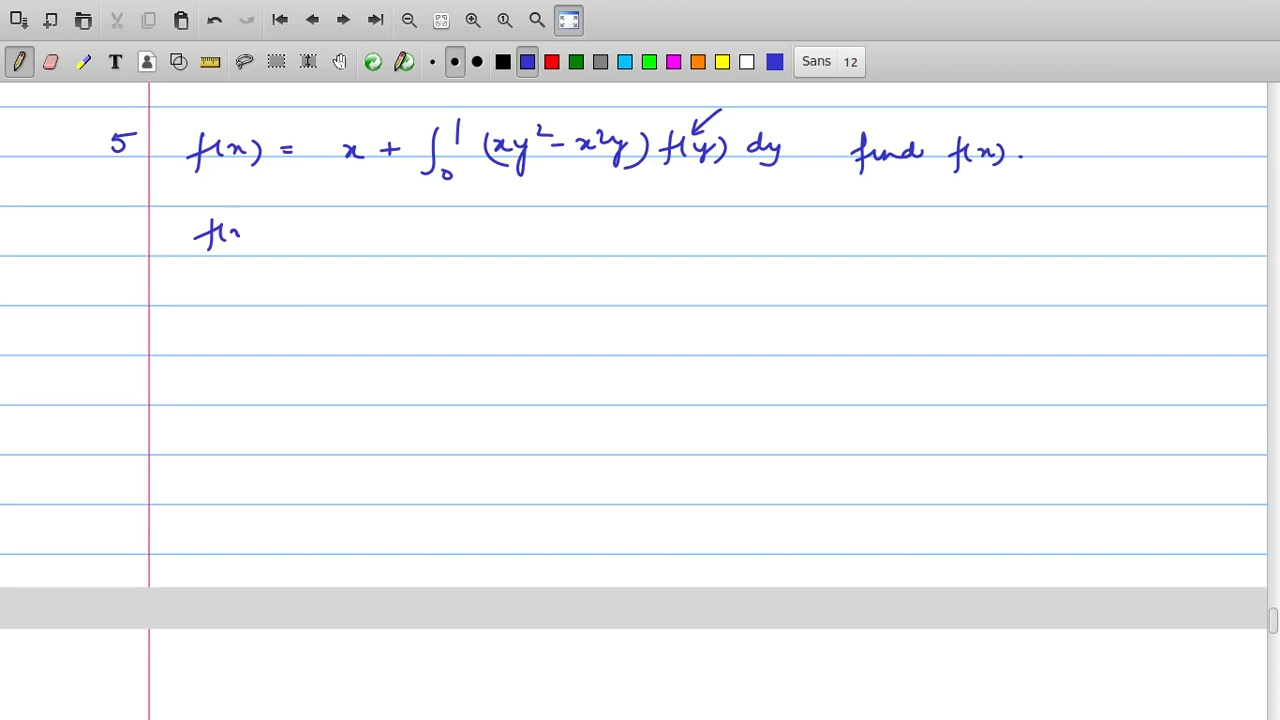 Sans 12
5 f(x) = x + ∫₀¹ (xy² - x²y) f(y) dy find f(x).
f(x